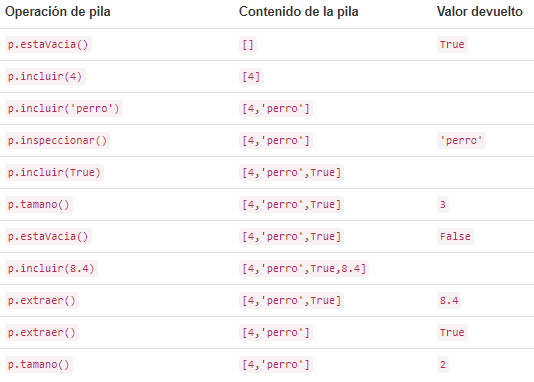 Operación de pila Contenido de la pila Valor devuelto
p.estaVacia() [] True
p.incluir(4) [4]
p.incluir('perro') [4,'perro']
p.inspeccionar() [4,'perro'] 'perro'
p.incluir(True) [4,'perro',True]
p.tamano() [4,'perro',True] 3
p.estaVacia() [4,'perro',True] False
p.incluir(8.4) [4,'perro',True,8.4]
p.extraer() [4,'perro',True] 8.4
p.extraer() [4,'perro'] True
p.tamano() [4,'perro'] 2